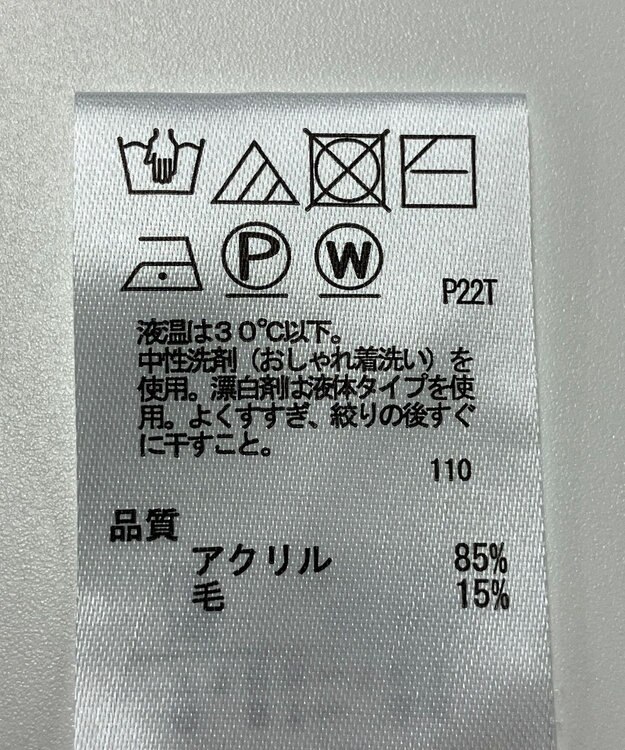 P W
P22T
液温は30℃以下。
中性洗剤（おしゃれ着洗い）を
使用。漂白剤は液体タイプを使
用。よくすすぎ、絞りの後すぐ
に干すこと。
110
品質
アクリル 85%
毛 15%